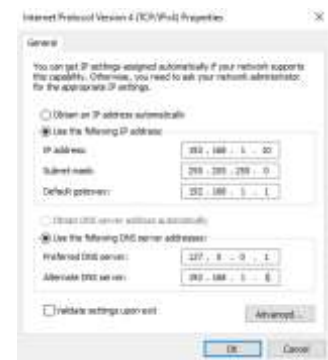 Internet Protocol Version 4 (TCP/IPv4) Properties
General
You can get IP settings assigned automatically if your network supports
this capability. Otherwise, you need to ask your network administrator
for the appropriate IP settings.
Obtain an IP address automatically
Use the following IP address:
IP address: 192 . 168 . 1 . 10
Subnet mask: 255 . 255 . 255 . 0
Default gateway: 192 . 168 . 1 . 1
Obtain DNS server address automatically
Use the following DNS server addresses:
Preferred DNS server: 127 . 0 . 0 . 1
Alternate DNS server: 192 . 168 . 1 .
Validate settings upon exit
Advanced...
OK
Cancel